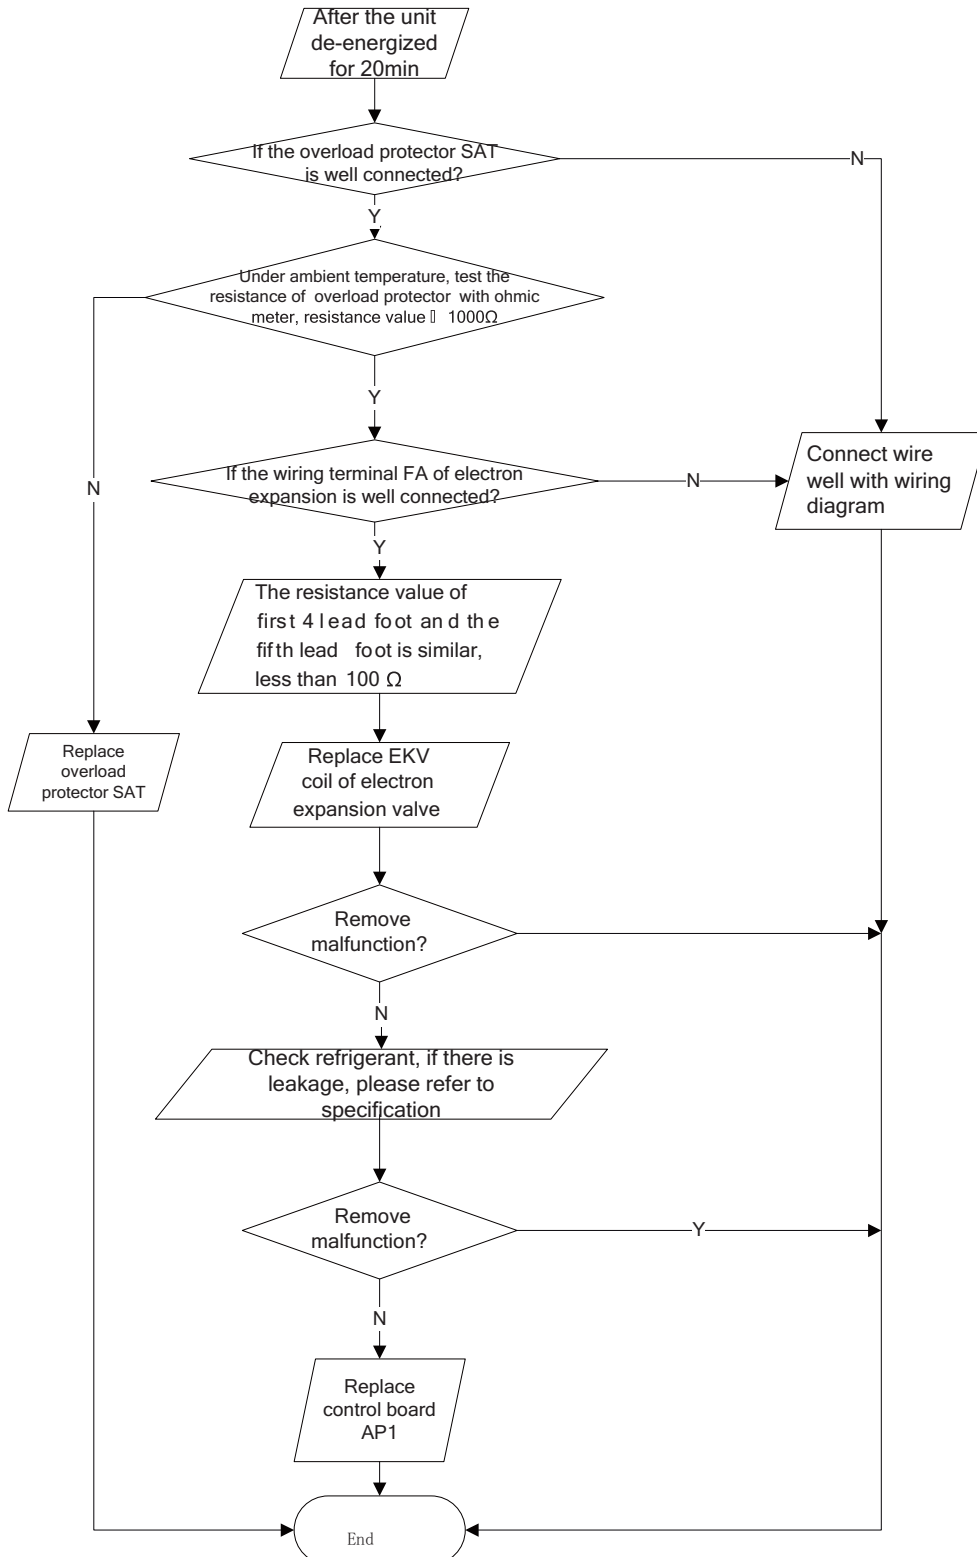 After the unit
de-energized
for 20min
If the overload protector SAT
is well connected?
N
Y
Under ambient temperature, test the
resistance of overload protector with ohmic
meter, resistance value 1000Ω
Y
N
If the wiring terminal FA of electron
expansion is well connected?
N
Connect wire
well with wiring
diagram
Y
The resistance value of
first 4 lead foot and the
fifth lead foot is similar,
less than 100 Ω
Replace
overload
protector SAT
Replace EKV
coil of electron
expansion valve
Remove
malfunction?
N
Check refrigerant, if there is
leakage, please refer to
specification
Remove
malfunction?
Y
N
Replace
control board
AP1
End